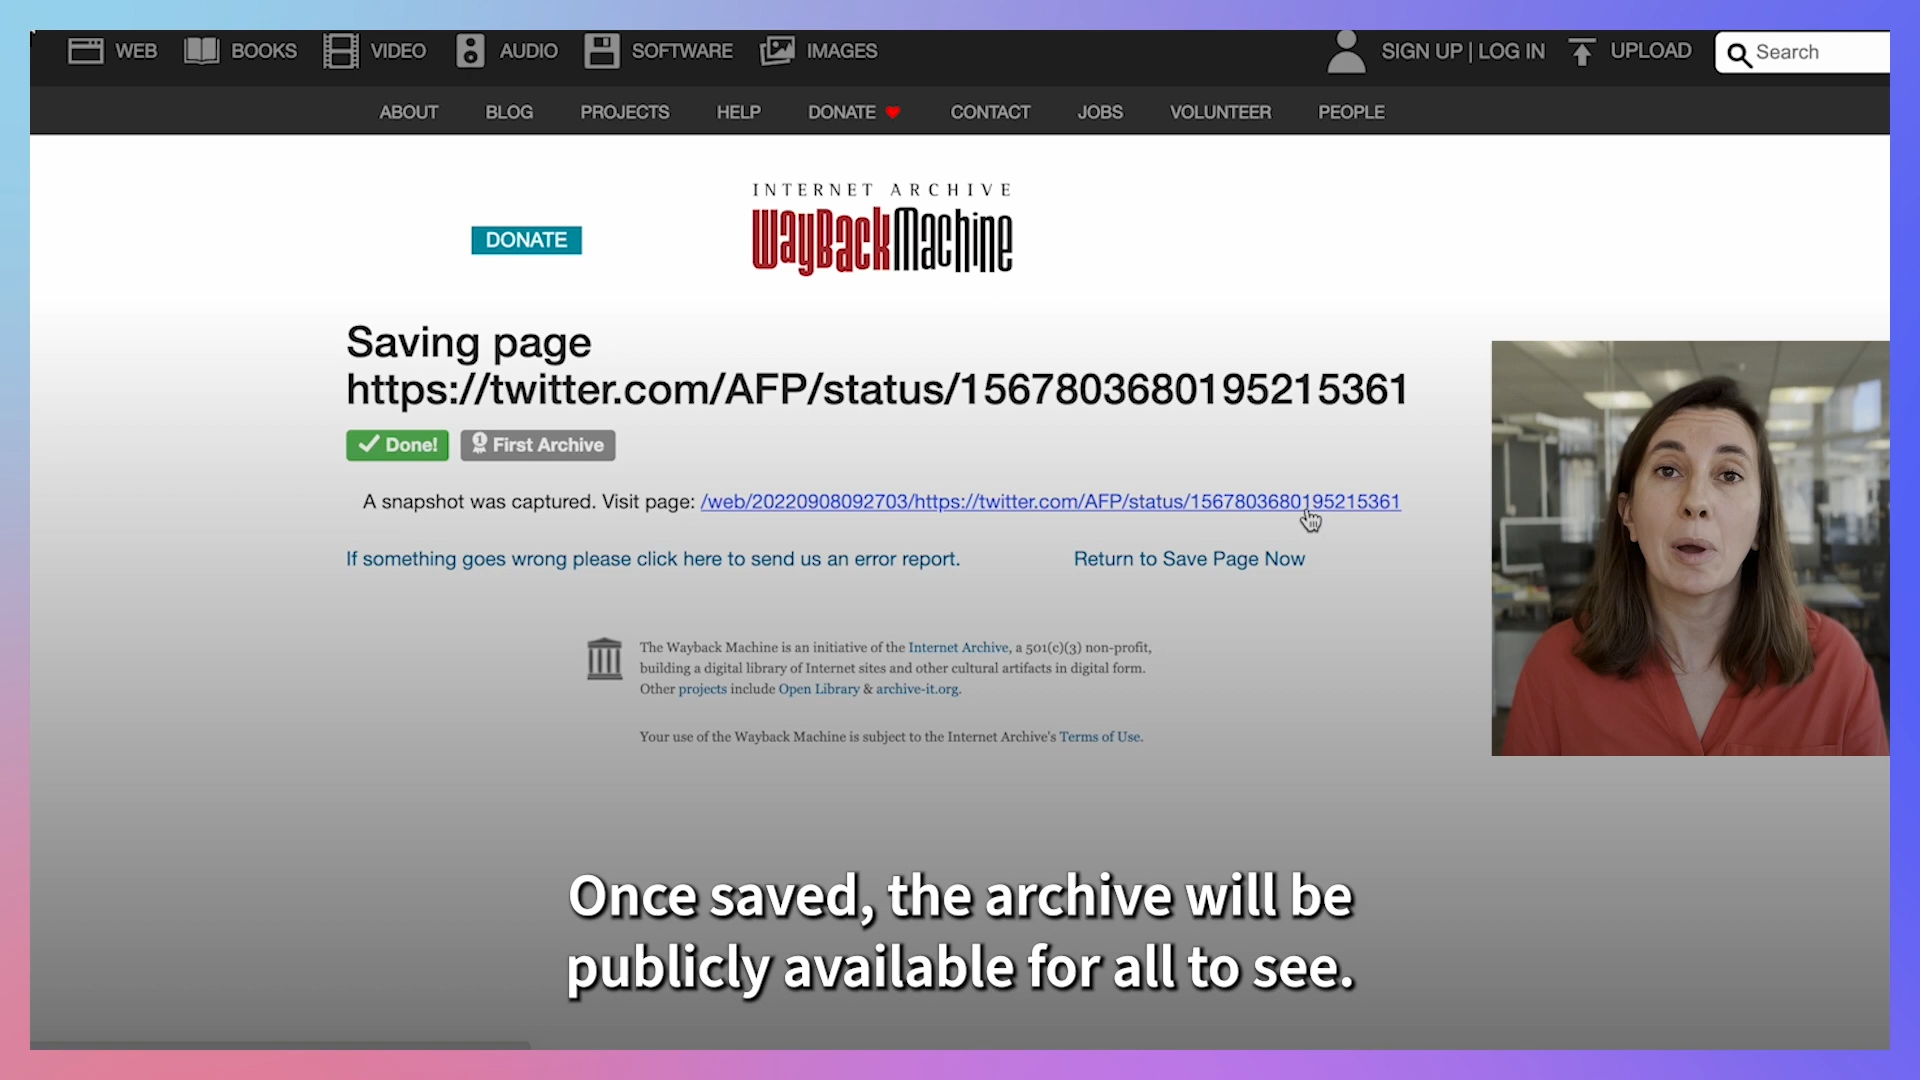 WEB BOOKS VIDEO AUDIO SOFTWARE IMAGES SIGN UP | LOG IN UPLOAD Search
ABOUT BLOG PROJECTS HELP DONATE CONTACT JOBS VOLUNTEER PEOPLE
INTERNET ARCHIVE
WayBackMachine
DONATE
Saving page
https://twitter.com/AFP/status/1567803680195215361
Done! 1 First Archive
A snapshot was captured. Visit page: /web/20220908092703/https://twitter.com/AFP/status/1567803680195215361
If something goes wrong please click here to send us an error report. Return to Save Page Now
The Wayback Machine is an initiative of the Internet Archive, a 501(c)(3) non-profit,
building a digital library of Internet sites and other cultural artifacts in digital form.
Other projects include Open Library & archive-it.org.
Your use of the Wayback Machine is subject to the Internet Archive's Terms of Use.
Once saved, the archive will be
publicly available for all to see.